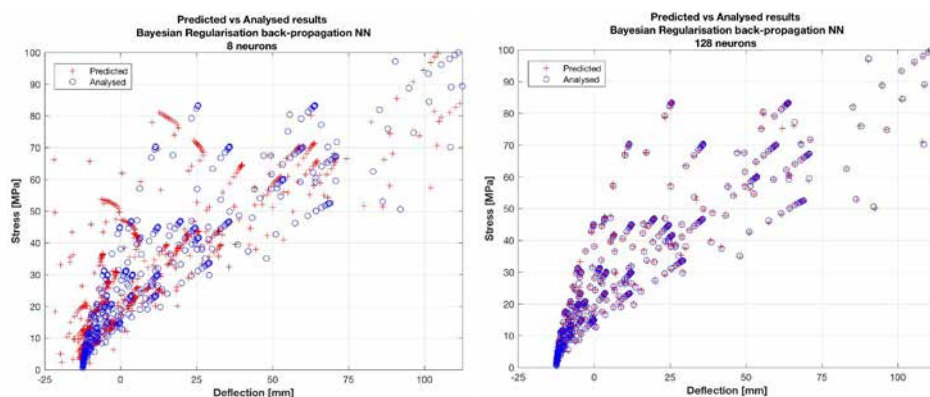 Predicted vs Analysed results
Bayesian Regularisation back-propagation NN
8 neurons
100
90
80
70
60
50
40
30
20
10
0
Stress [MPa]
Predicted
Analysed
-25
0
25
50
75
100
Deflection [mm]
Predicted vs Analysed results
Bayesian Regularisation back-propagation NN
128 neurons
100
90
80
70
60
50
40
30
20
10
0
Stress [MPa]
Predicted
Analysed
-25
0
25
50
75
100
Deflection [mm]